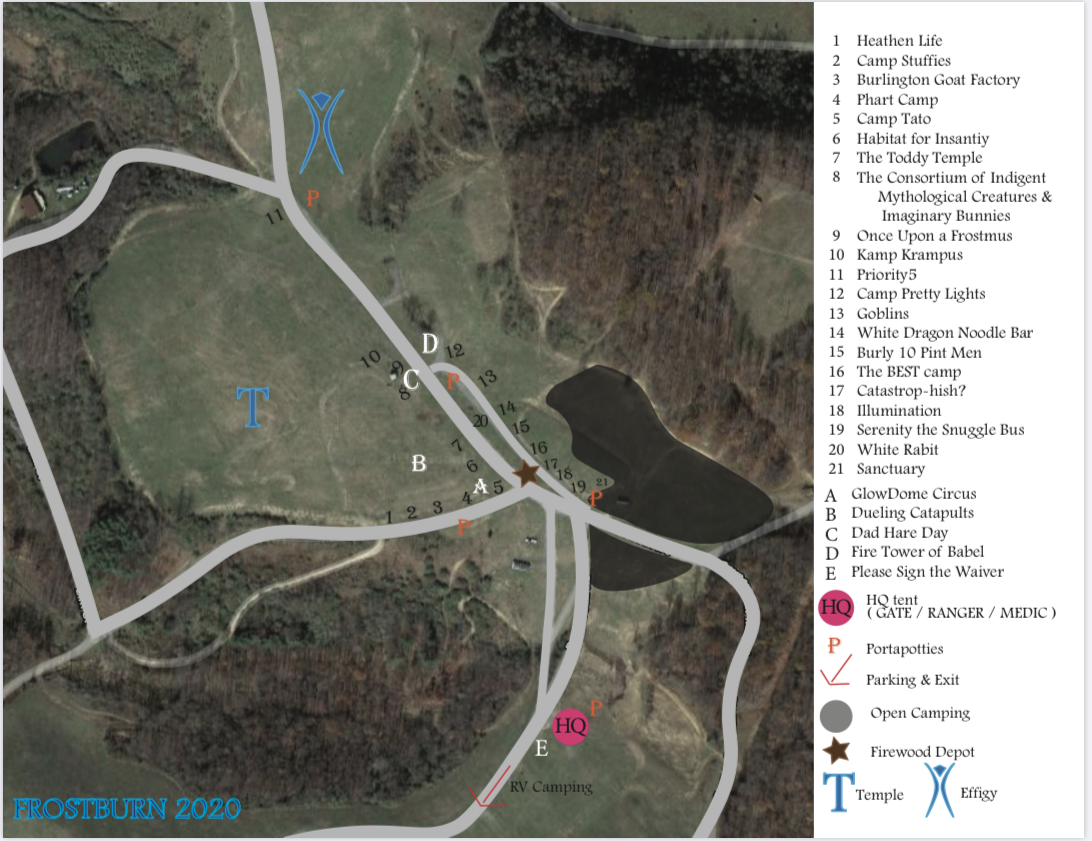 P
11
D
12
10
9
C
P
13
8
T
14
20
15
7
16
B
6
17
18
A
5
19
21
P
4
3
2
1
P
P
HQ
E
RV Camping
FROSTBURN 2020
1 Heathen Life
2 Camp Stuffies
3 Burlington Goat Factory
4 Phart Camp
5 Camp Tato
6 Habitat for Insantiy
7 The Toddy Temple
8 The Consortium of Indigent
Mythological Creatures &
Imaginary Bunnies
9 Once Upon a Frostmus
10 Kamp Krampus
11 Priority5
12 Camp Pretty Lights
13 Goblins
14 White Dragon Noodle Bar
15 Burly 10 Pint Men
16 The BEST camp
17 Catastrop-hish?
18 Illumination
19 Serenity the Snuggle Bus
20 White Rabit
21 Sanctuary
A GlowDome Circus
B Dueling Catapults
C Dad Hare Day
D Fire Tower of Babel
E Please Sign the Waiver
HQ HQ tent
( GATE / RANGER / MEDIC )
P Portapotties
Parking & Exit
Open Camping
Firewood Depot
T Temple Effigy